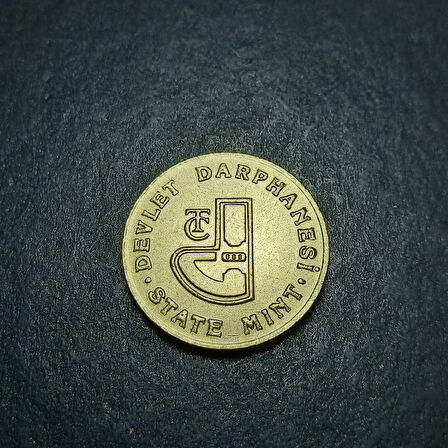 · DEVLET DARPHANESİ ·
TC
STATE MINT